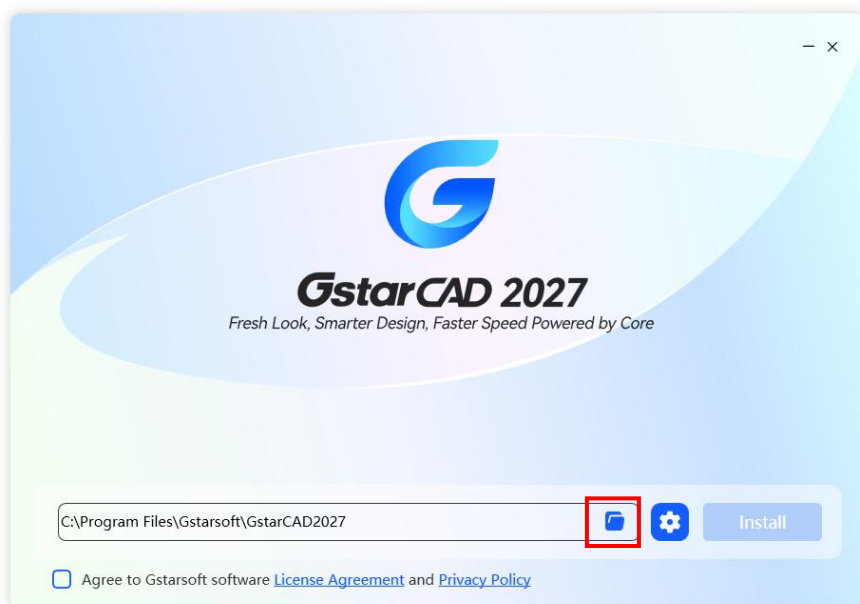 GstarCAD 2027
Fresh Look, Smarter Design, Faster Speed Powered by Core
C:\Program Files\Gstarsoft\GstarCAD2027
Install
Agree to Gstarsoft software License Agreement and Privacy Policy